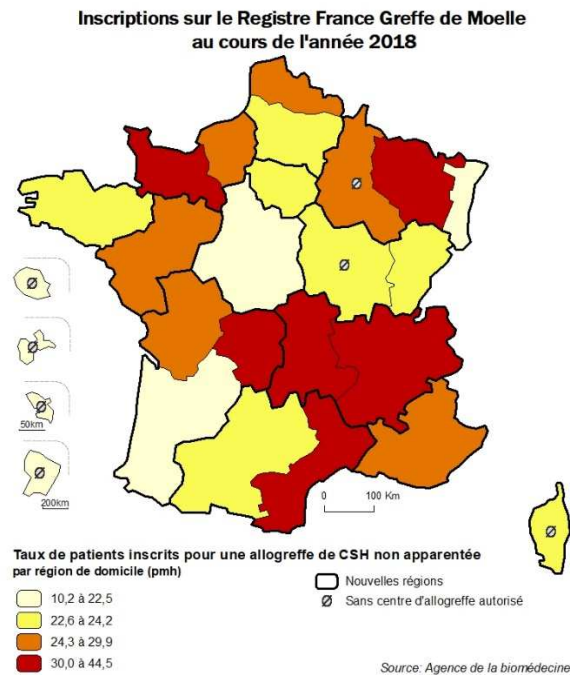 Inscriptions sur le Registre France Greffe de Moelle
au cours de l'année 2018
50km
200km
0 100 Km
Taux de patients inscrits pour une allogreffe de CSH non apparentée
par région de domicile (pmh)
10,2 à 22,5
22,6 à 24,2
24,3 à 29,9
30,0 à 44,5
Nouvelles régions
Sans centre d'allogreffe autorisé
Source: Agence de la biomédecine